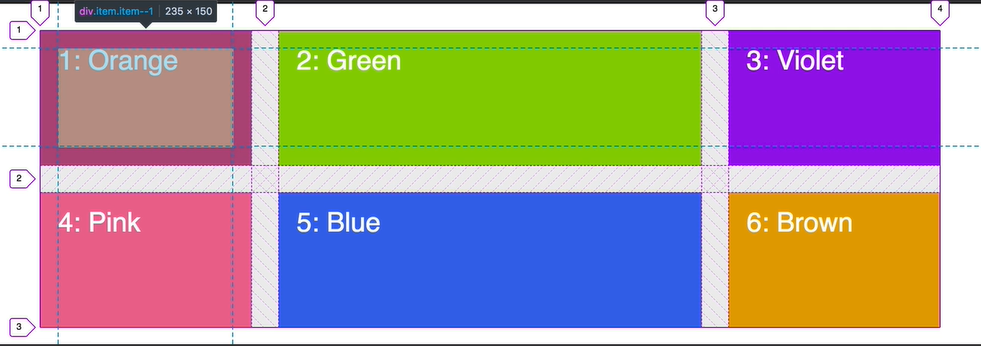 div.item.item--1 235 × 150
1 2 3 4
1
1: Orange 2: Green 3: Violet
2
4: Pink 5: Blue 6: Brown
3